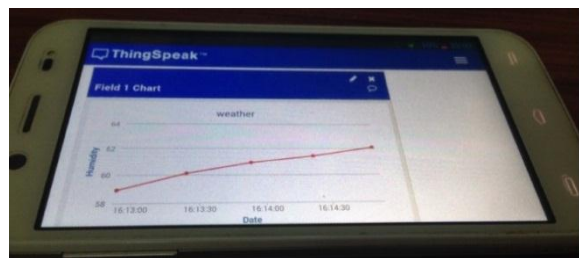 ThingSpeak™
Field 1 Chart
weather
64
62
60
58
Humidity
16:13:00 16:13:30 16:14:00 16:14:30
Date